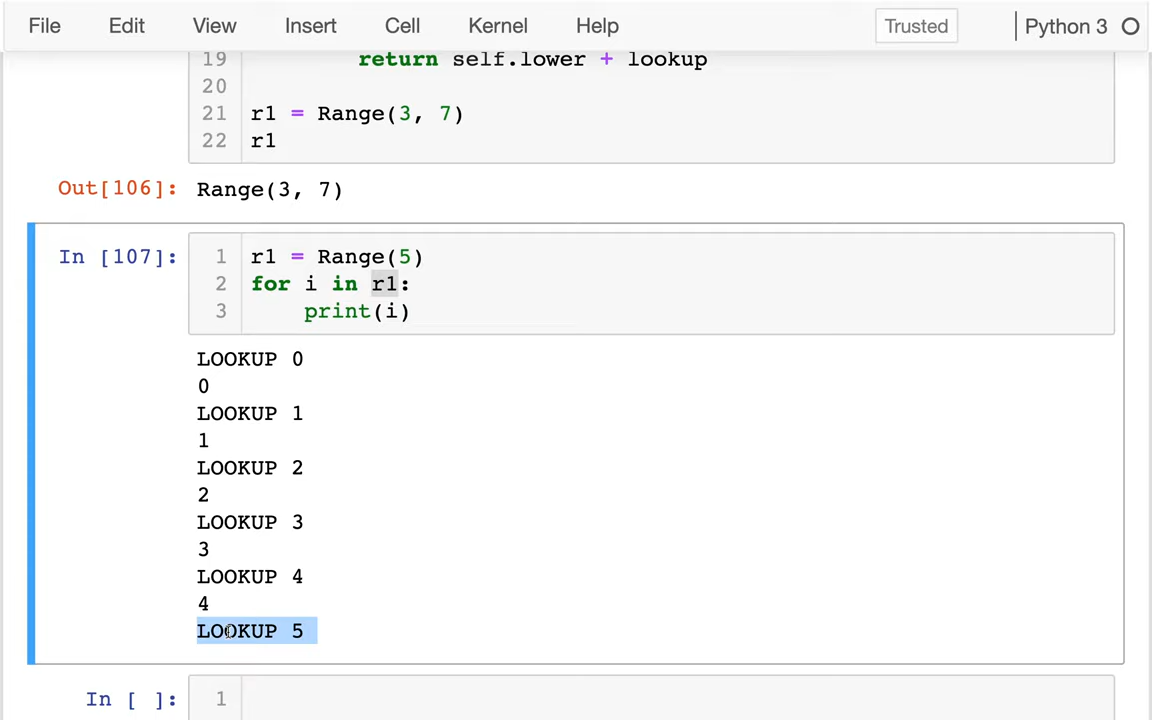 File Edit View Insert Cell Kernel Help Trusted Python 3
19 return self.lower + lookup
20
21 r1 = Range(3, 7)
22 r1
Out[106]: Range(3, 7)
In [107]: 1 r1 = Range(5)
2 for i in r1:
3 print(i)
LOOKUP 0
0
LOOKUP 1
1
LOOKUP 2
2
LOOKUP 3
3
LOOKUP 4
4
LOOKUP 5
In [ ]: 1